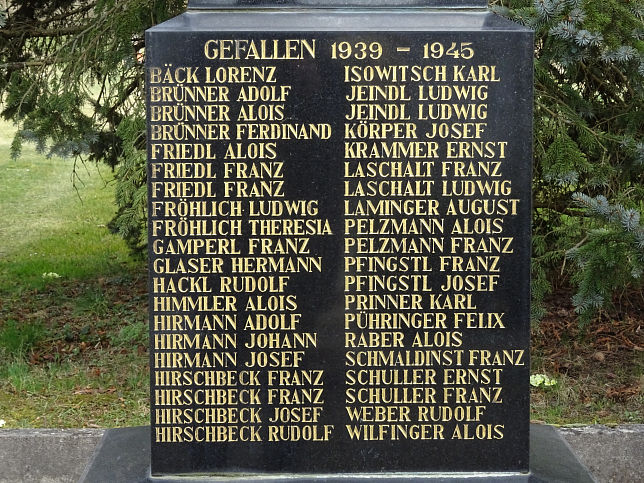 GEFALLEN 1939 – 1945
BÄCK LORENZ
BRÜNNER ADOLF
BRÜNNER ALOIS
BRÜNNER FERDINAND
FRIEDL ALOIS
FRIEDL FRANZ
FRIEDL FRANZ
FRÖHLICH LUDWIG
FRÖHLICH THERESIA
GAMPERL FRANZ
GLASER HERMANN
HACKL RUDOLF
HIMMLER ALOIS
HIRMANN ADOLF
HIRMANN JOHANN
HIRMANN JOSEF
HIRSCHBECK FRANZ
HIRSCHBECK FRANZ
HIRSCHBECK JOSEF
HIRSCHBECK RUDOLF
ISOWITSCH KARL
JEINDL LUDWIG
JEINDL LUDWIG
KÖRPER JOSEF
KRAMMER ERNST
LASCHALT FRANZ
LASCHALT LUDWIG
LAMINGER AUGUST
PELZMANN ALOIS
PELZMANN FRANZ
PFINGSTL FRANZ
PFINGSTL JOSEF
PRINNER KARL
PÜHRINGER FELIX
RABER ALOIS
SCHMALDINST FRANZ
SCHULLER ERNST
SCHULLER FRANZ
WEBER RUDOLF
WILFINGER ALOIS